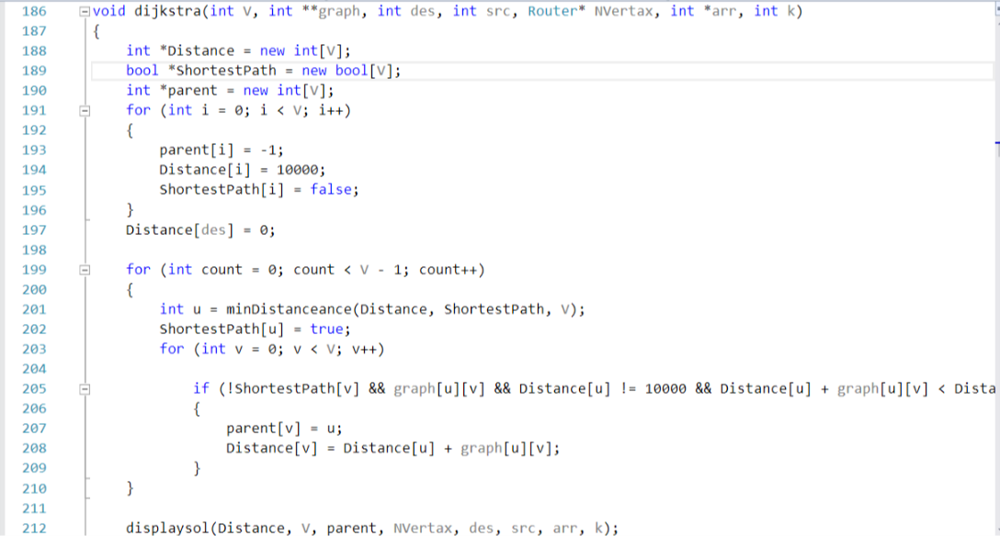 186 void dijkstra(int V, int **graph, int des, int src, Router* NVertax, int *arr, int k)
187 {
188 int *Distance = new int[V];
189 bool *ShortestPath = new bool[V];
190 int *parent = new int[V];
191 for (int i = 0; i < V; i++)
192 {
193 parent[i] = -1;
194 Distance[i] = 10000;
195 ShortestPath[i] = false;
196 }
197 Distance[des] = 0;
198
199 for (int count = 0; count < V - 1; count++)
200 {
201 int u = minDistanceance(Distance, ShortestPath, V);
202 ShortestPath[u] = true;
203 for (int v = 0; v < V; v++)
204
205 if (!ShortestPath[v] && graph[u][v] && Distance[u] != 10000 && Distance[u] + graph[u][v] < Dista
206 {
207 parent[v] = u;
208 Distance[v] = Distance[u] + graph[u][v];
209 }
210 }
211
212 displaysol(Distance, V, parent, NVertax, des, src, arr, k);